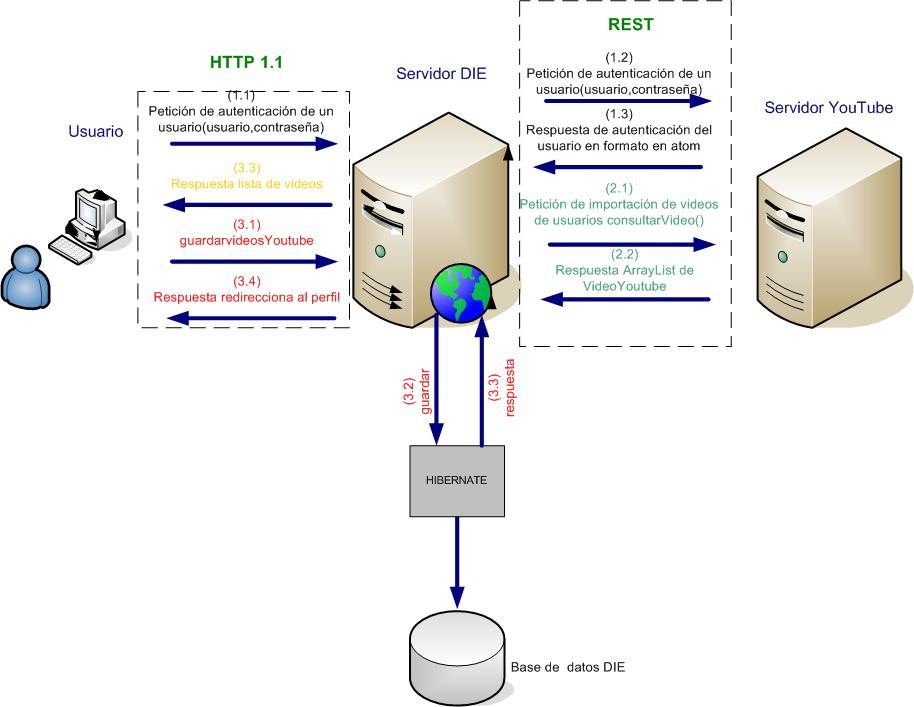 REST
HTTP 1.1
Servidor DIE
Servidor YouTube
Usuario
(1.1)
Petición de autenticación de un
usuario(usuario,contraseña)
(3.3)
Respuesta lista de videos
(3.1)
guardarvideosYoutube
(3.4)
Respuesta redirecciona al perfil
(1.2)
Petición de autenticación de un
usuario(usuario,contraseña)
(1.3)
Respuesta de autenticación del
usuario en formato en atom
(2.1)
Petición de importación de videos
de usuarios consultarVideo()
(2.2)
Respuesta ArrayList de
VideoYoutube
(3.2)
guardar
(3.3)
respuesta
HIBERNATE
Base de datos DIE